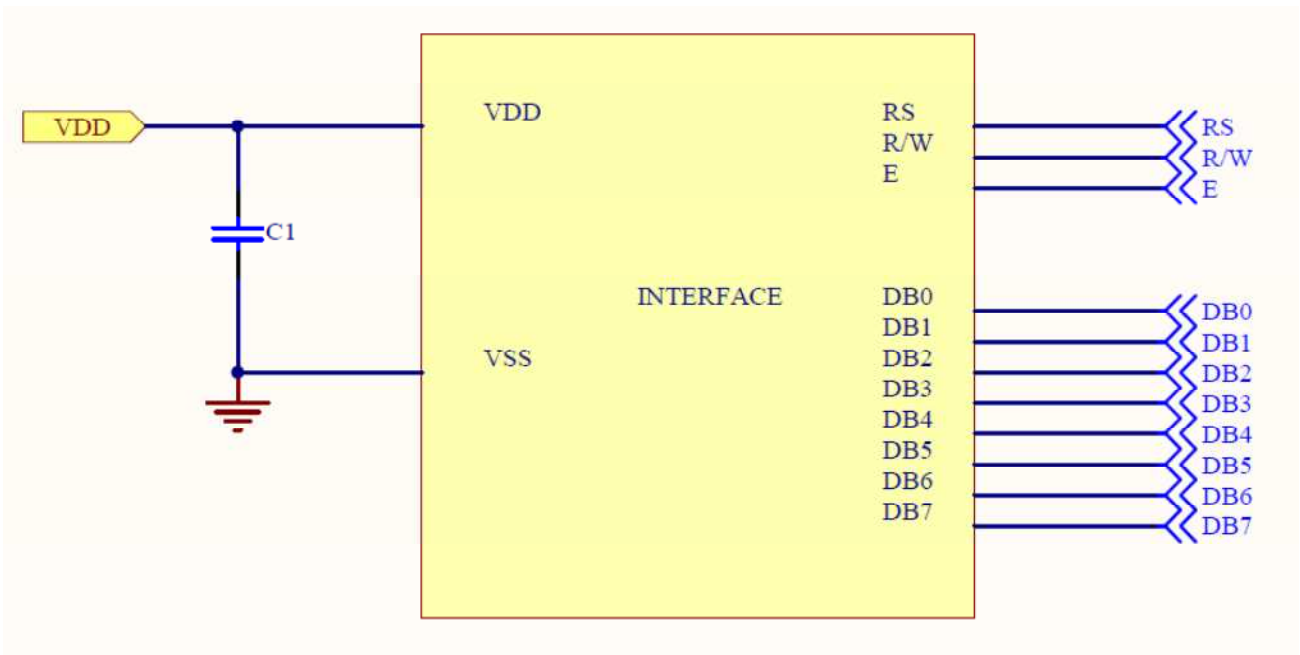 VDD
VDD
RS
RS
R/W
R/W
E
E
C1
INTERFACE
DB0
DB0
DB1
DB1
VSS
DB2
DB2
DB3
DB3
DB4
DB4
DB5
DB5
DB6
DB6
DB7
DB7